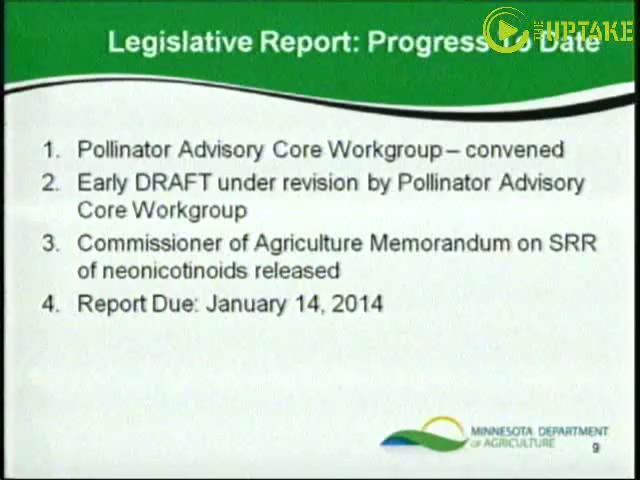 THE UPTAKE
Legislative Report: Progress To Date
1. Pollinator Advisory Core Workgroup – convened
2. Early DRAFT under revision by Pollinator Advisory
Core Workgroup
3. Commissioner of Agriculture Memorandum on SRR
of neonicotinoids released
4. Report Due: January 14, 2014
MINNESOTA DEPARTMENT
OF AGRICULTURE
9